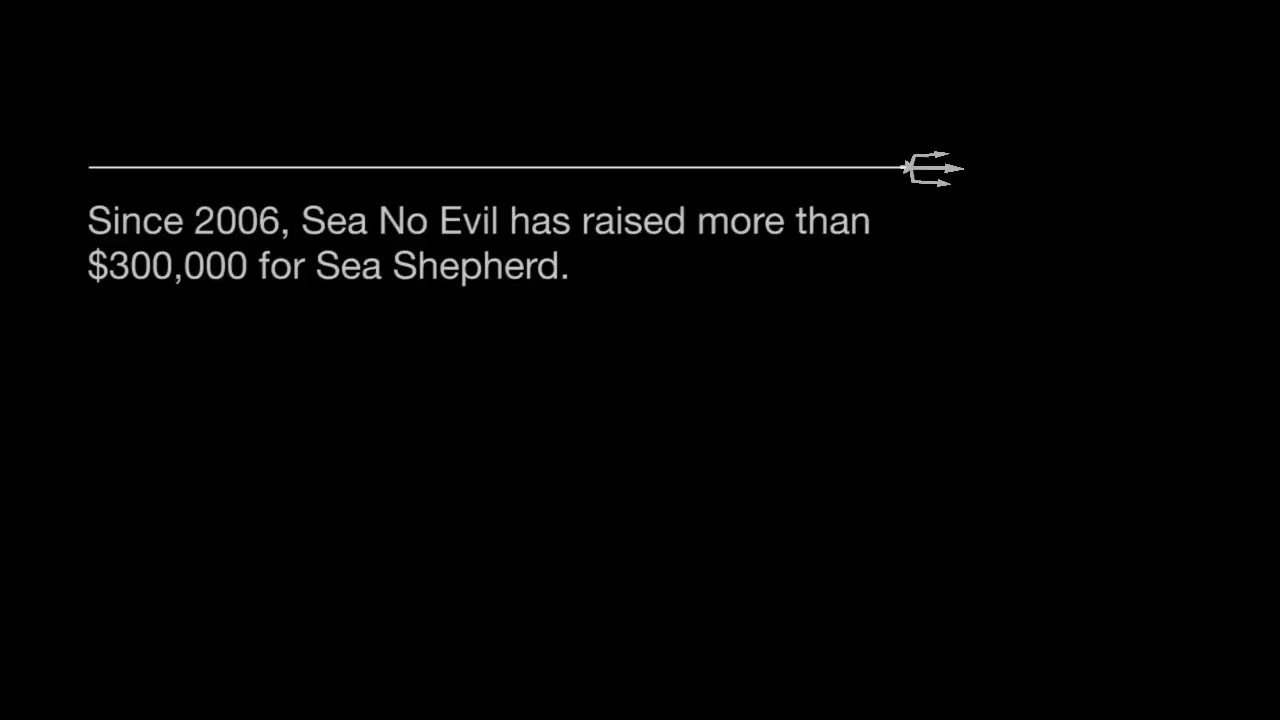 Since 2006, Sea No Evil has raised more than
$300,000 for Sea Shepherd.